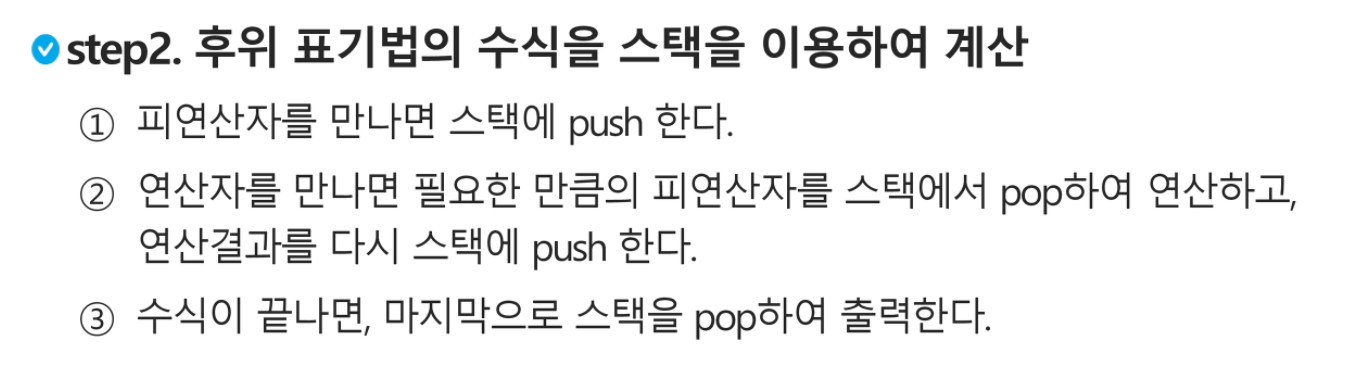 step2. 후위 표기법의 수식을 스택을 이용하여 계산
① 피연산자를 만나면 스택에 push 한다.
② 연산자를 만나면 필요한 만큼의 피연산자를 스택에서 pop하여 연산하고,
연산결과를 다시 스택에 push 한다.
③ 수식이 끝나면, 마지막으로 스택을 pop하여 출력한다.